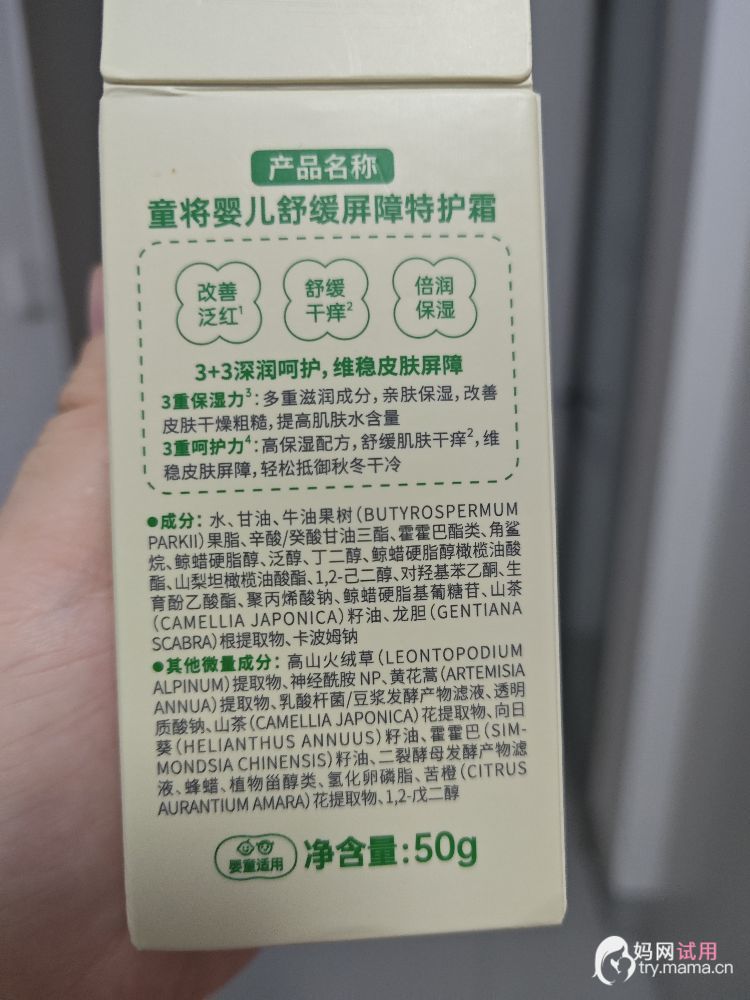 产品名称
童将婴儿舒缓屏障特护霜
改善
泛红¹
舒缓
干痒²
倍润
保湿
3+3深润呵护,维稳皮肤屏障
3重保湿力³:多重滋润成分,亲肤保湿,改善
皮肤干燥粗糙,提高肌肤水含量
3重呵护力⁴:高保湿配方,舒缓肌肤干痒²,维
稳皮肤屏障,轻松抵御秋冬干冷
●成分:水、甘油、牛油果树(BUTYROSPERMUM
PARKII)果脂、辛酸/癸酸甘油三酯、霍霍巴酯类、角鲨
烷、鲸蜡硬脂醇、泛醇、丁二醇、鲸蜡硬脂醇橄榄油酸
酯、山梨坦橄榄油酸酯、1,2-己二醇、对羟基苯乙酮、生
育酚乙酸酯、聚丙烯酸钠、鲸蜡硬脂基葡糖苷、山茶
(CAMELLIA JAPONICA)籽油、龙胆(GENTIANA
SCABRA)根提取物、卡波姆钠
●其他微量成分:高山火绒草(LEONTOPODIUM
ALPINUM)提取物、神经酰胺 NP、黄花蒿(ARTEMISIA
ANNUA)提取物、乳酸杆菌/豆浆发酵产物滤液、透明
质酸钠、山茶(CAMELLIA JAPONICA)花提取物、向日
葵(HELIANTHUS ANNUUS)籽油、霍霍巴(SIM-
MONDSIA CHINENSIS)籽油、二裂酵母发酵产物滤
液、蜂蜡、植物甾醇类、氢化卵磷脂、苦橙(CITRUS
AURANTIUM AMARA)花提取物、1,2-戊二醇
婴童适用
净含量:50g
妈网试用
try.mama.cn